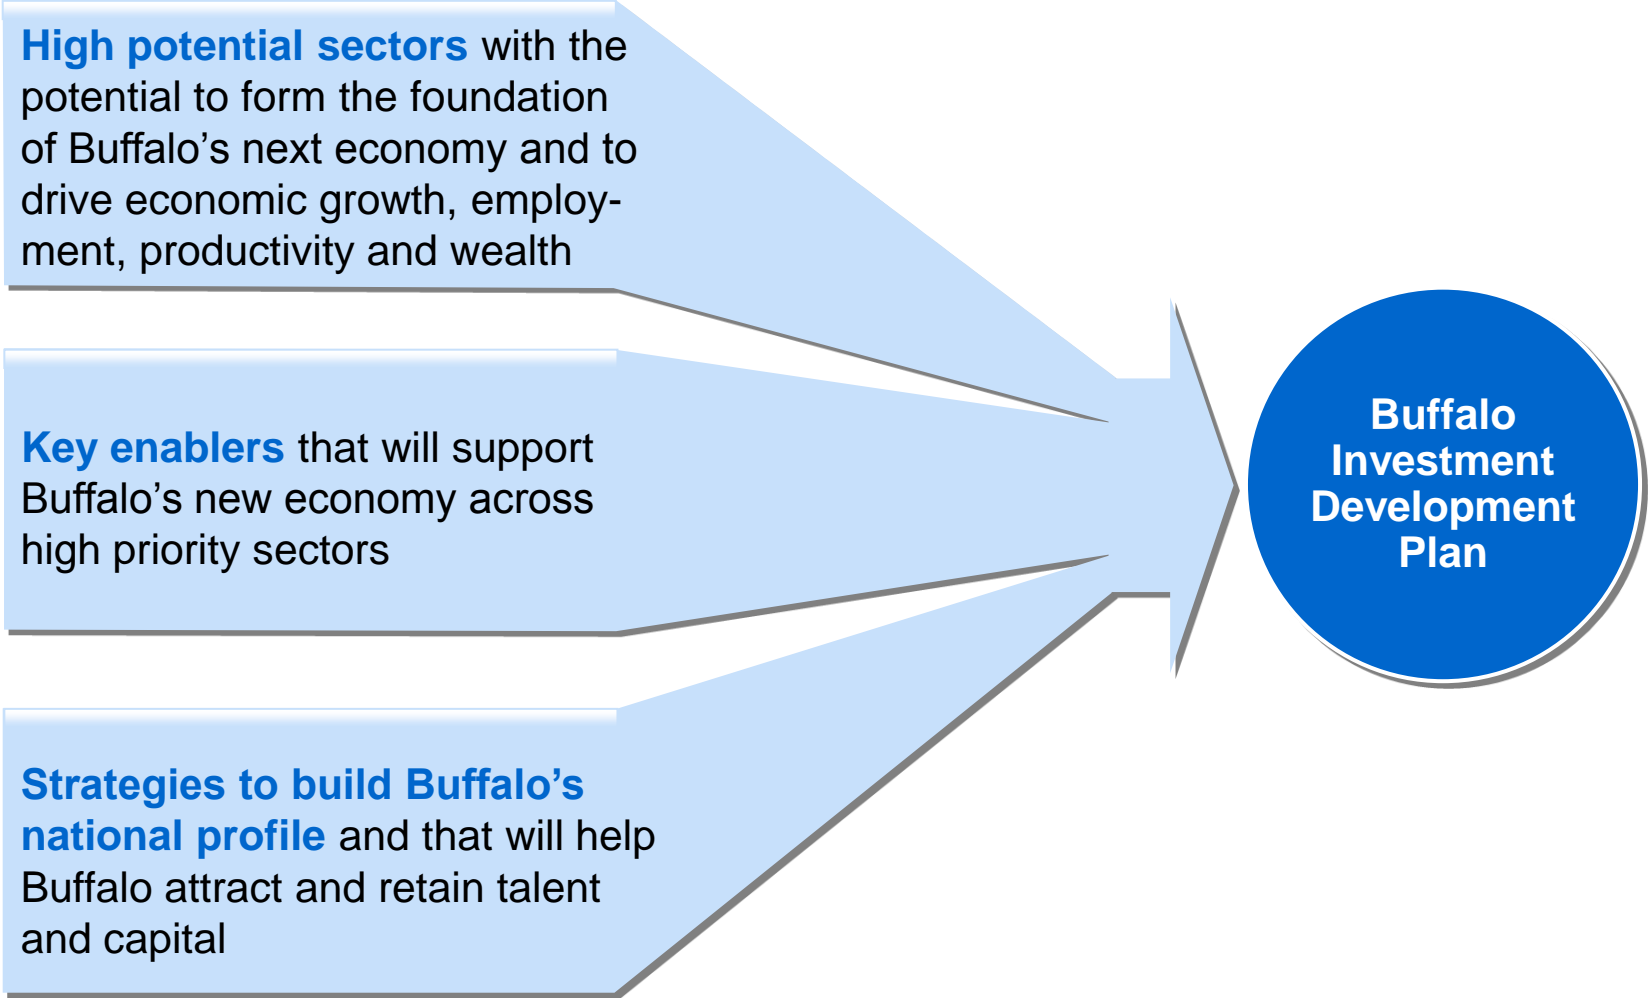 High potential sectors with the
potential to form the foundation
of Buffalo’s next economy and to
drive economic growth, employ-
ment, productivity and wealth
Key enablers that will support
Buffalo’s new economy across
high priority sectors
Strategies to build Buffalo’s
national profile and that will help
Buffalo attract and retain talent
and capital
Buffalo
Investment
Development
Plan